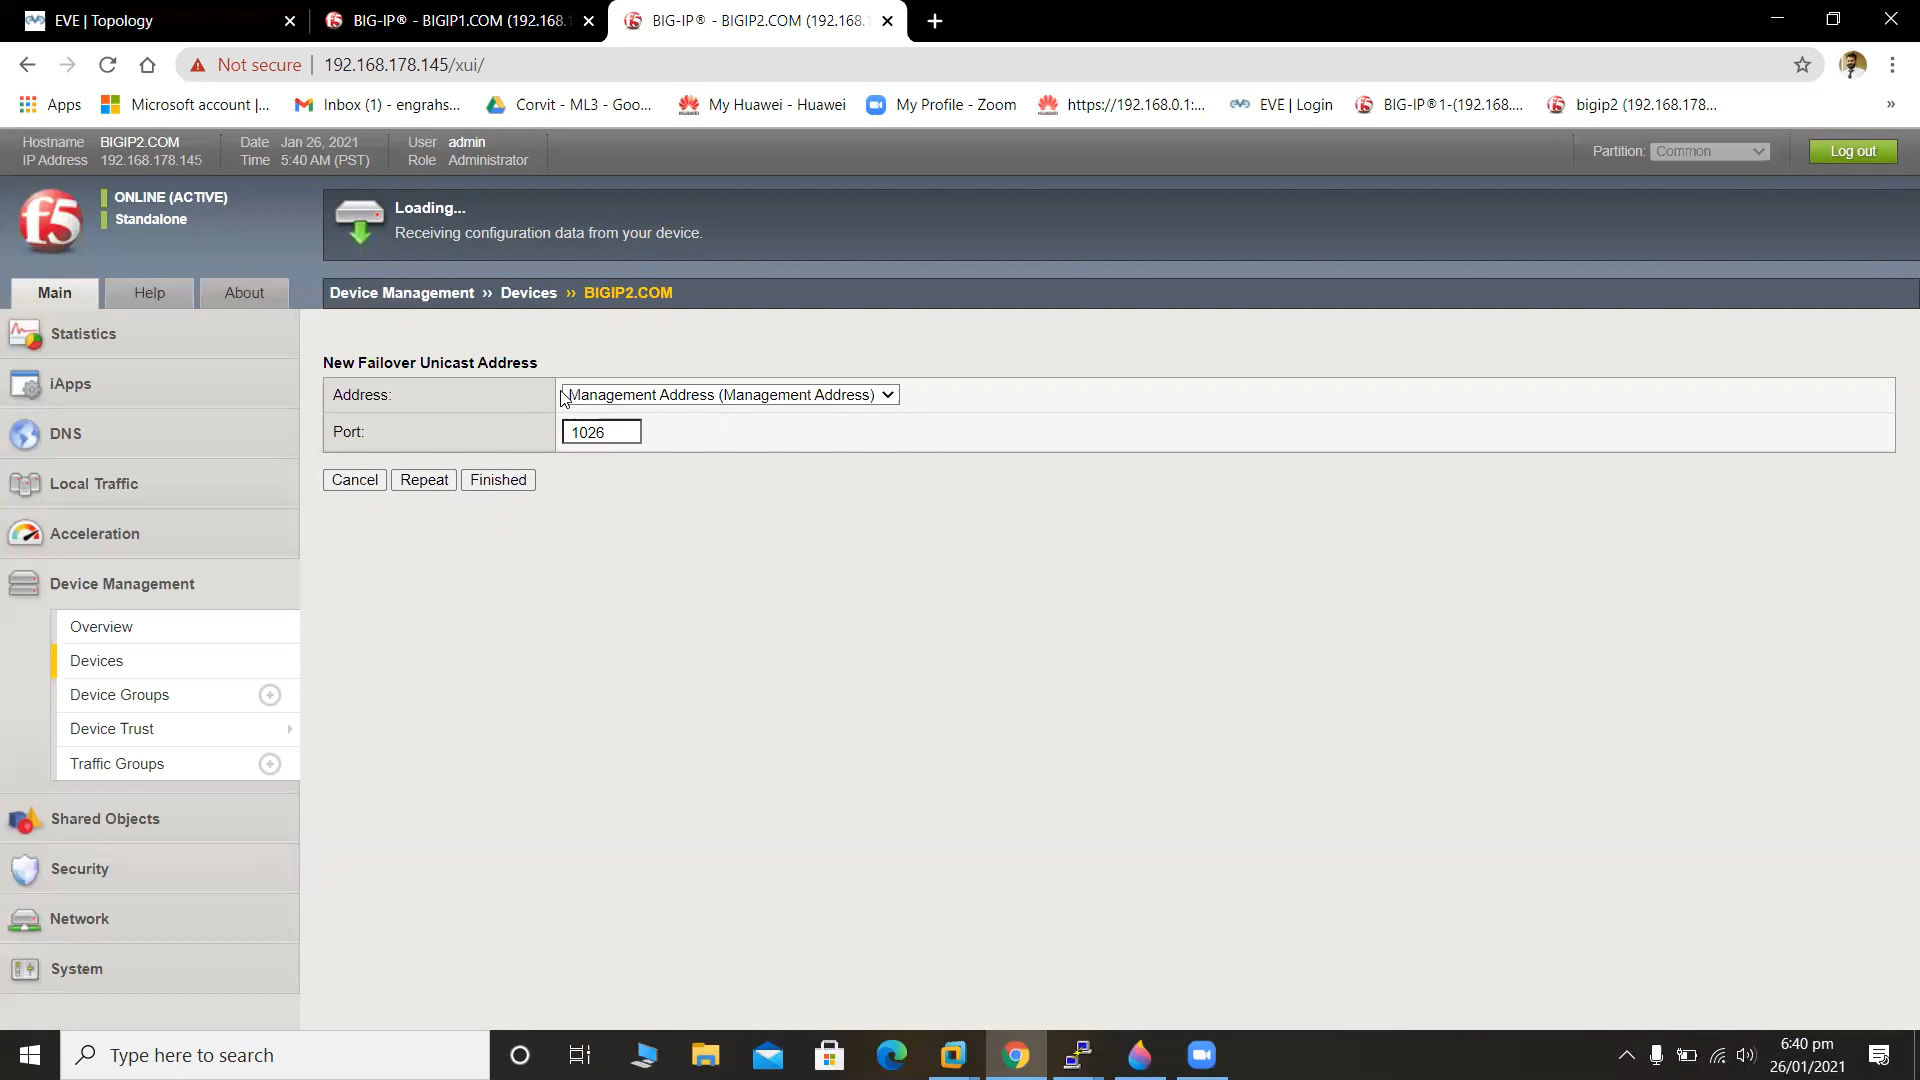 EVE | Topology
BIG-IP® - BIGIP1.COM (192.168.
BIG-IP® - BIGIP2.COM (192.168.1
Not secure
192.168.178.145/xui/
Apps
Microsoft account |...
Inbox (1) - engrahs...
Corvit - ML3 - Goo...
My Huawei - Huawei
My Profile - Zoom
https://192.168.0.1:...
EVE | Login
BIG-IP®1-(192.168....
bigip2 (192.168.178...
»
Hostname BIGIP2.COM
IP Address 192.168.178.145
Date Jan 26, 2021
Time 5:40 AM (PST)
User admin
Role Administrator
Partition: Common
Log out
f5
ONLINE (ACTIVE)
Standalone
Loading...
Receiving configuration data from your device.
Main
Help
About
Device Management ›› Devices ›› BIGIP2.COM
Statistics
iApps
DNS
Local Traffic
Acceleration
Device Management
Overview
Devices
Device Groups
Device Trust
Traffic Groups
Shared Objects
Security
Network
System
New Failover Unicast Address
Address: Management Address (Management Address)
Port: 1026
Cancel
Repeat
Finished
Type here to search
6:40 pm
26/01/2021